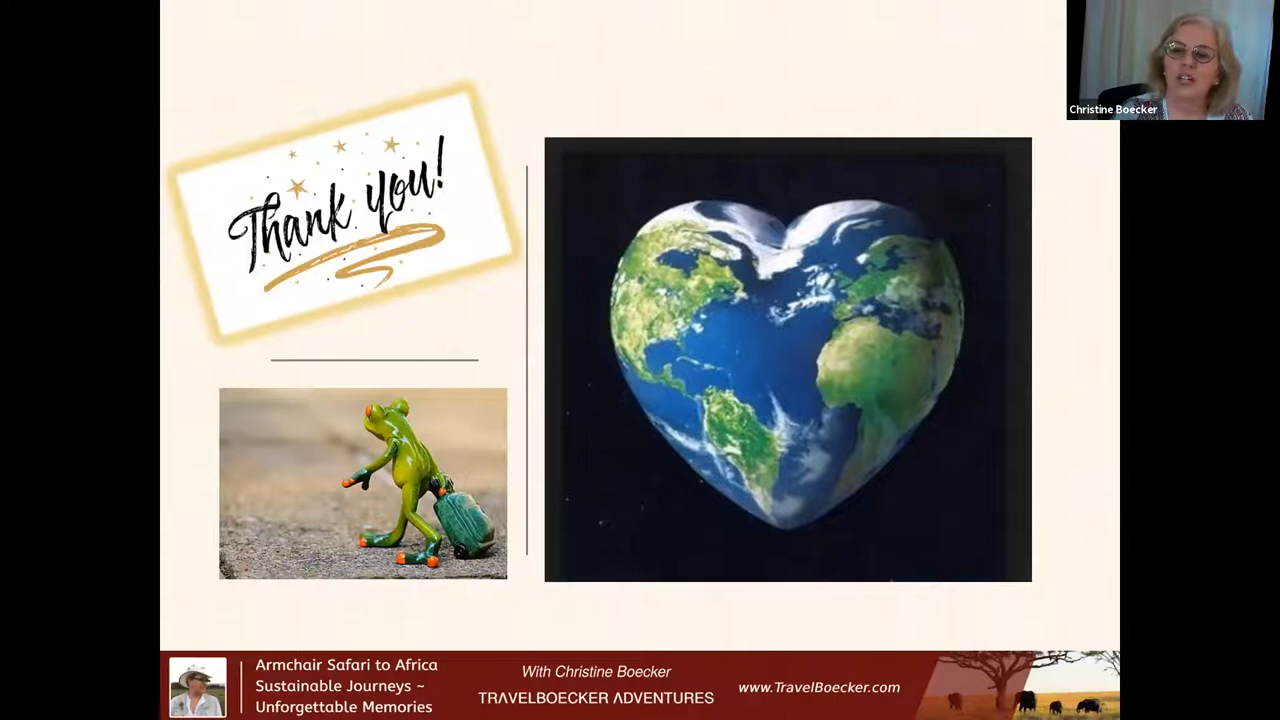 Christine Boecker
Thank you!
Armchair Safari to Africa
Sustainable Journeys ~
Unforgettable Memories
With Christine Boecker
TRAVELBOECKER ADVENTURES
www.TravelBoecker.com